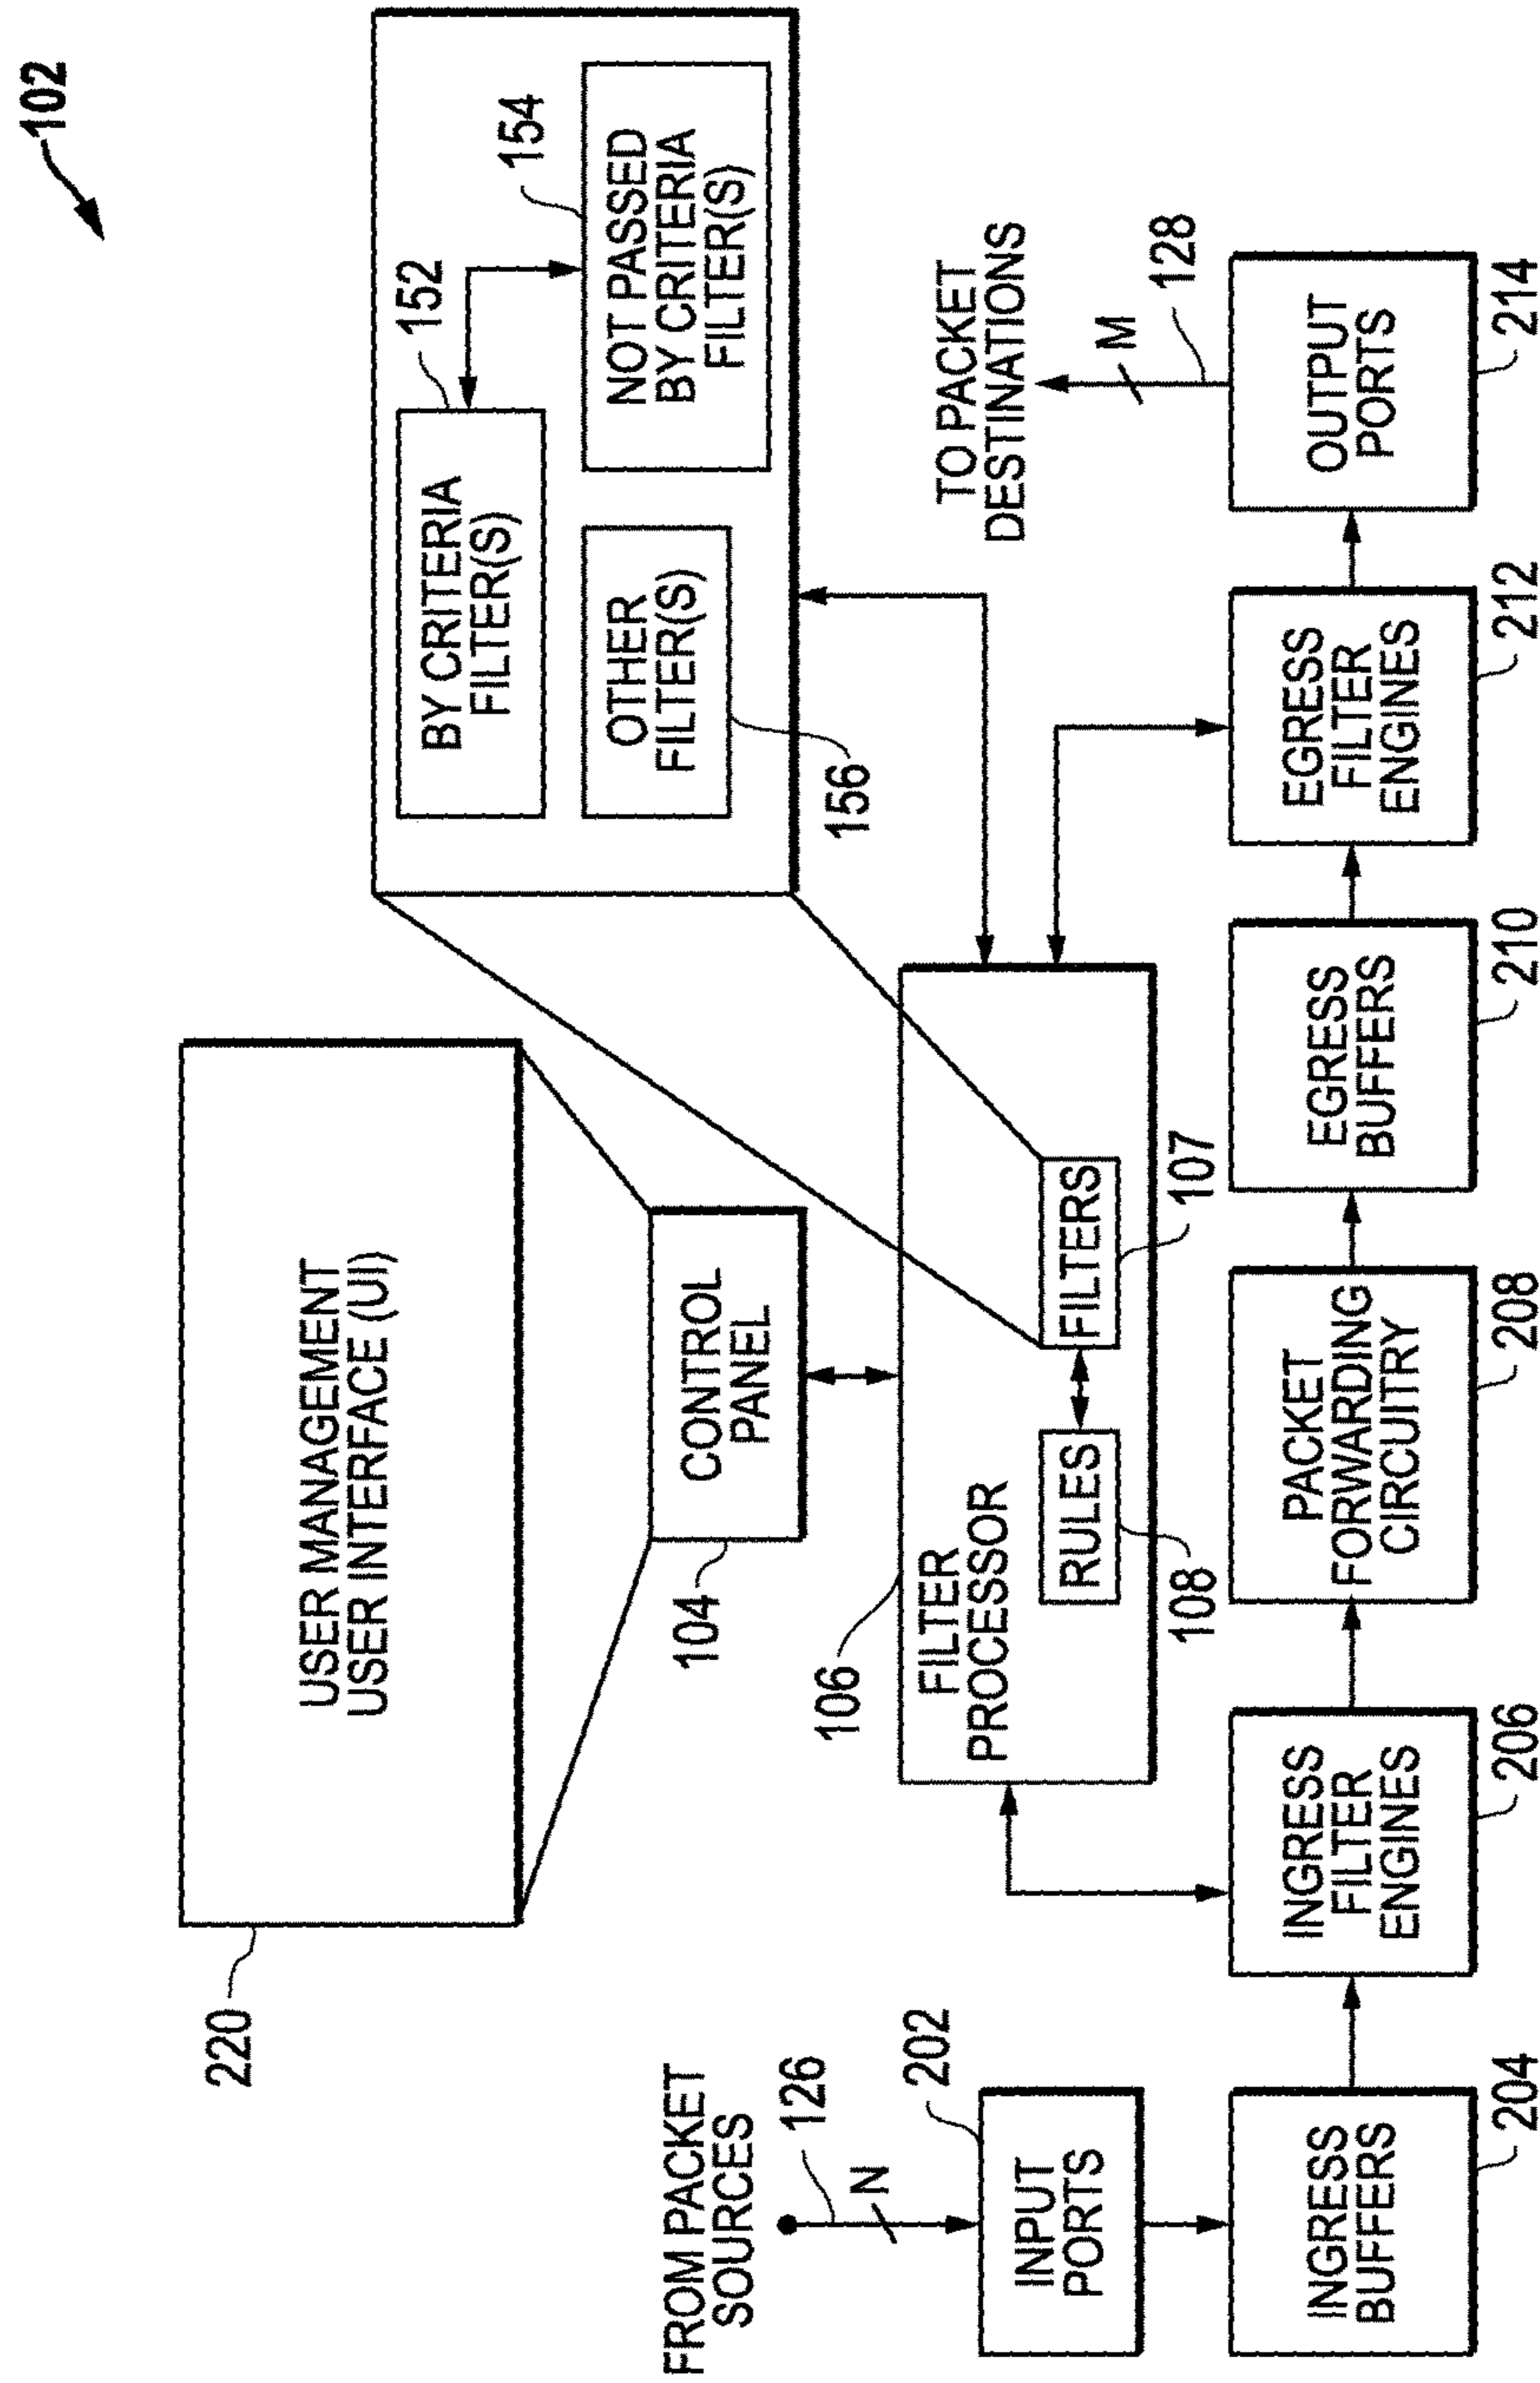 102
USER MANAGEMENT
USER INTERFACE (UI)
220
152
BY CRITERIA
FILTER(S)
154
NOT PASSED
BY CRITERIA
FILTER(S)
OTHER
FILTER(S)
156
CONTROL
PANEL
104
106
FILTER
PROCESSOR
RULES
108
FILTERS
107
FROM PACKET
SOURCES
126
N
202
INPUT
PORTS
TO PACKET
DESTINATIONS
M
128
INGRESS
BUFFERS
204
INGRESS
FILTER
ENGINES
206
PACKET
FORWARDING
CIRCUITRY
208
EGRESS
BUFFERS
210
EGRESS
FILTER
ENGINES
212
OUTPUT
PORTS
214